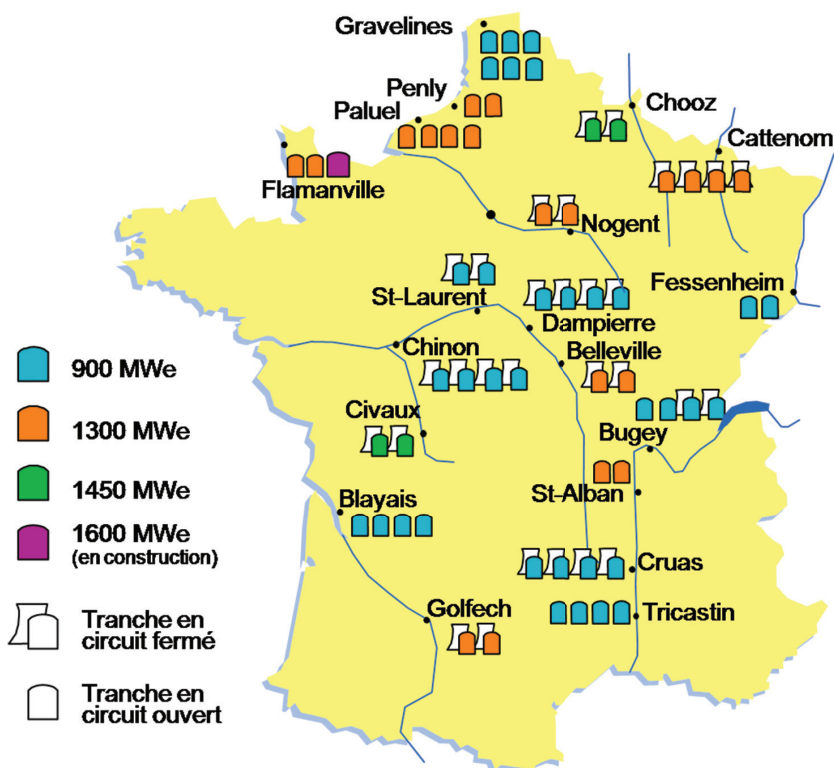 Gravelines
Penly
Paluel
Chooz
Cattenom
Flamanville
Nogent
St-Laurent
Fessenheim
Dampierre
Chinon
Belleville
900 MWe
Civaux
1300 MWe
Bugey
1450 MWe
St-Alban
Blayais
1600 MWe
(en construction)
Cruas
Golfech
Tricastin
Tranche en
circuit fermé
Tranche en
circuit ouvert